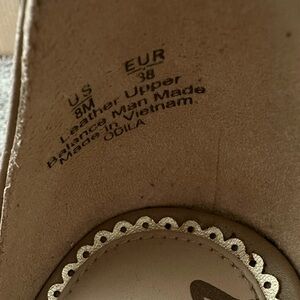 US EUR
8M 38
Leather Upper
Balance Man Made
Made in Vietnam
ODILA